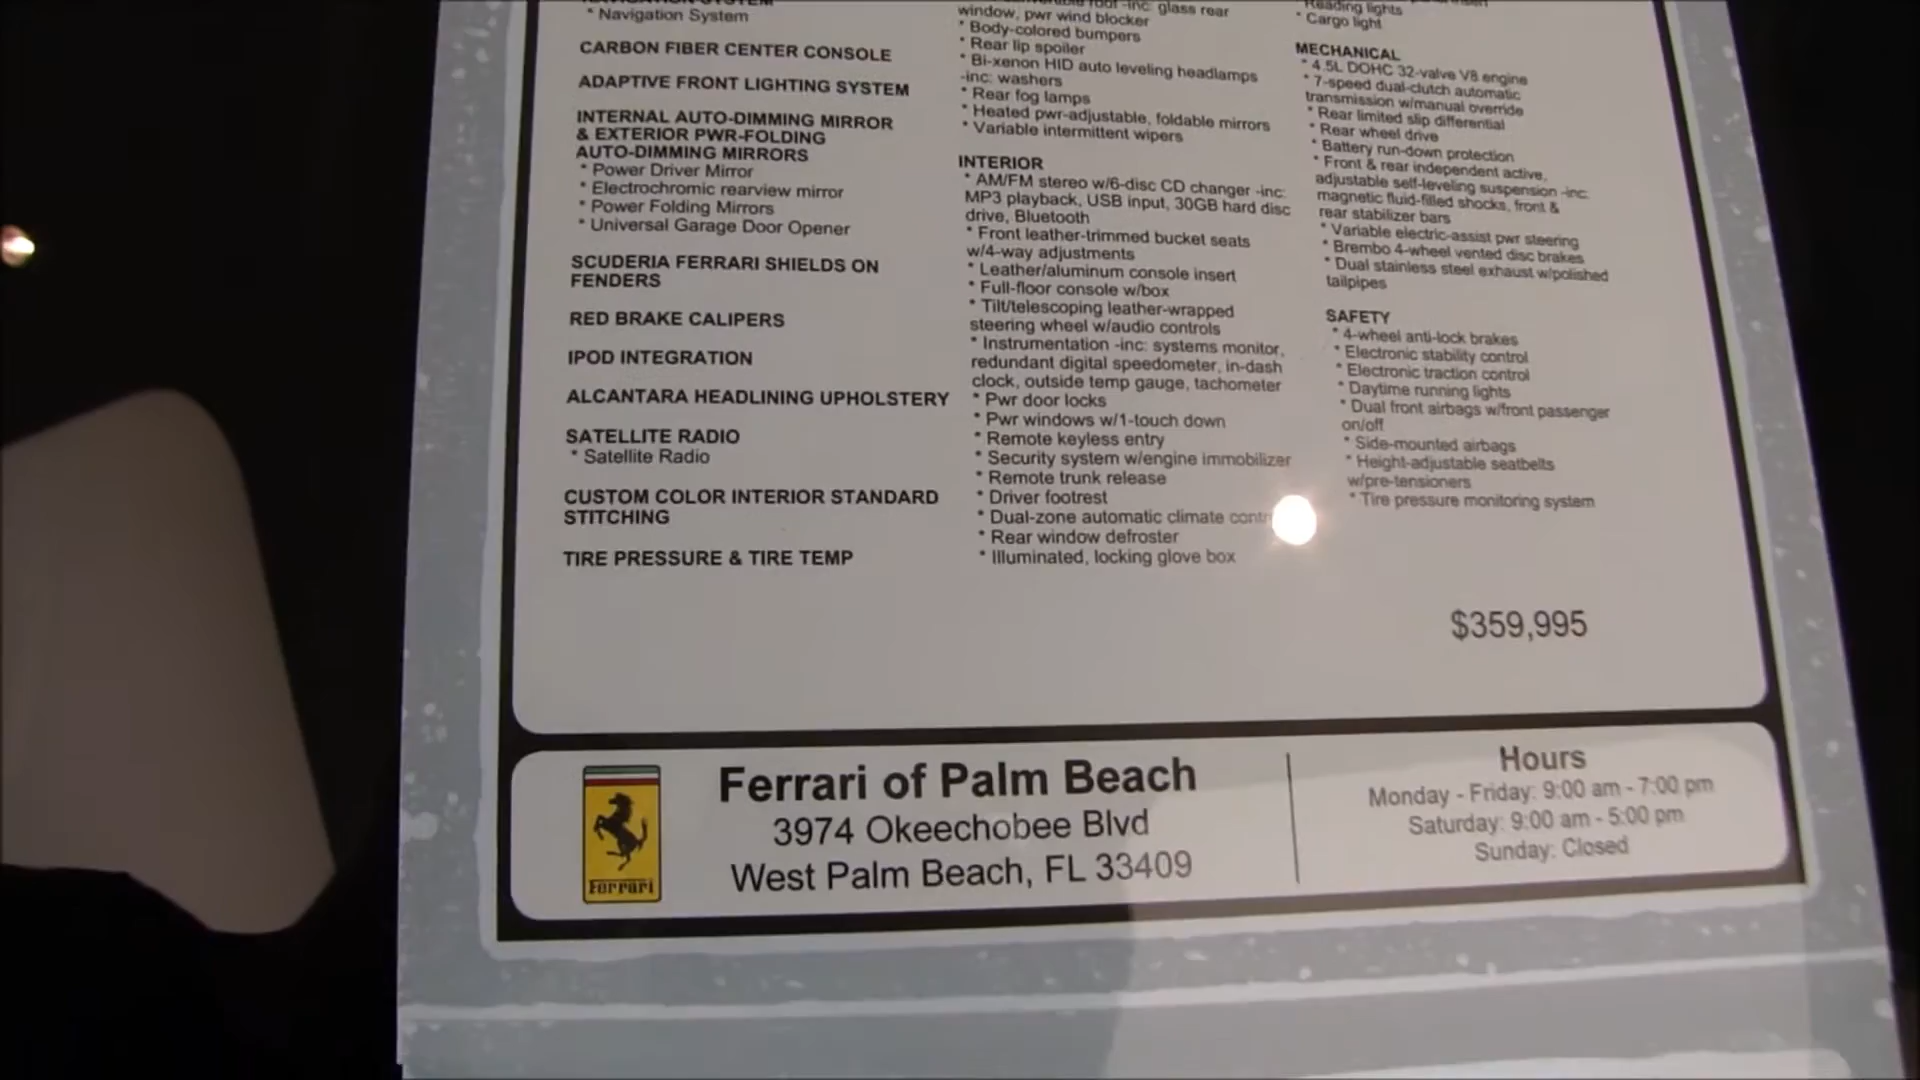 * Navigation System
CARBON FIBER CENTER CONSOLE
ADAPTIVE FRONT LIGHTING SYSTEM
INTERNAL AUTO-DIMMING MIRROR
& EXTERIOR PWR-FOLDING
AUTO-DIMMING MIRRORS
* Power Driver Mirror
* Electrochromic rearview mirror
* Power Folding Mirrors
* Universal Garage Door Opener
SCUDERIA FERRARI SHIELDS ON
FENDERS
RED BRAKE CALIPERS
IPOD INTEGRATION
ALCANTARA HEADLINING UPHOLSTERY
SATELLITE RADIO
* Satellite Radio
CUSTOM COLOR INTERIOR STANDARD
STITCHING
TIRE PRESSURE & TIRE TEMP
roof -inc: glass rear
window, pwr wind blocker
* Body-colored bumpers
* Rear lip spoiler
* Bi-xenon HID auto leveling headlamps
-inc: washers
* Rear fog lamps
* Heated pwr-adjustable, foldable mirrors
* Variable intermittent wipers
INTERIOR
* AM/FM stereo w/6-disc CD changer -inc:
MP3 playback, USB input, 30GB hard disc
drive, Bluetooth
* Front leather-trimmed bucket seats
w/4-way adjustments
* Leather/aluminum console insert
* Full-floor console w/box
* Tilt/telescoping leather-wrapped
steering wheel w/audio controls
* Instrumentation -inc: systems monitor,
redundant digital speedometer, in-dash
clock, outside temp gauge, tachometer
* Pwr door locks
* Pwr windows w/1-touch down
* Remote keyless entry
* Security system w/engine immobilizer
* Remote trunk release
* Driver footrest
* Dual-zone automatic climate
* Rear window defroster
* Illuminated, locking glove box
* Reading lights
* Cargo light
MECHANICAL
* 4.5L DOHC 32-valve V8 engine
* 7-speed dual-clutch automatic
transmission w/manual override
* Rear limited slip differential
* Rear wheel drive
* Battery run-down protection
* Front & rear independent active,
adjustable self-leveling suspension -inc:
magnetic fluid-filled shocks, front &
rear stabilizer bars
* Variable electric-assist pwr steering
* Brembo 4-wheel vented disc brakes
* Dual stainless steel exhaust w/polished
tailpipes
SAFETY
* 4-wheel anti-lock brakes
* Electronic stability control
* Electronic traction control
* Daytime running lights
* Dual front airbags w/front passenger
on/off
* Side-mounted airbags
* Height-adjustable seatbelts
w/pre-tensioners
* Tire pressure monitoring system
$359,995
Ferrari
Ferrari of Palm Beach
3974 Okeechobee Blvd
West Palm Beach, FL 33409
Hours
Monday - Friday: 9:00 am - 7:00 pm
Saturday: 9:00 am - 5:00 pm
Sunday: Closed